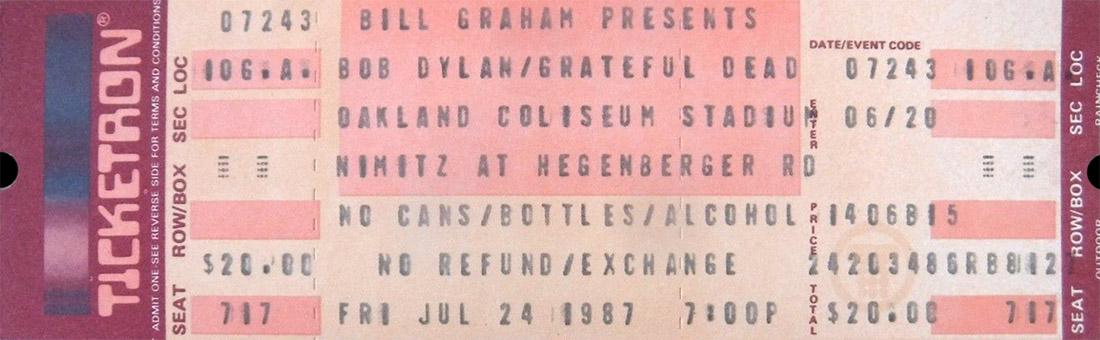 TICKETRON®
ADMIT ONE-SEE REVERSE SIDE FOR TERMS AND CONDITIONS
SEAT ROW/BOX SEC LOC
07243
106.A.
$20.00
717
BILL GRAHAM PRESENTS
BOB DYLAN/GRATEFUL DEAD
OAKLAND COLISEUM STADIUM
NIMITZ AT HEGENBERGER RD
NO CANS/BOTTLES/ALCOHOL
NO REFUND/EXCHANGE
FRI JUL 24 1987 7:00P
DATE/EVENT CODE
07243 106.A
ENTER 06/20
PRICE 1406B15
24203486RB812
TOTAL $20.00 717
SEAT ROW/BOX SEC LOC
OUTDOOR RAINCHECK